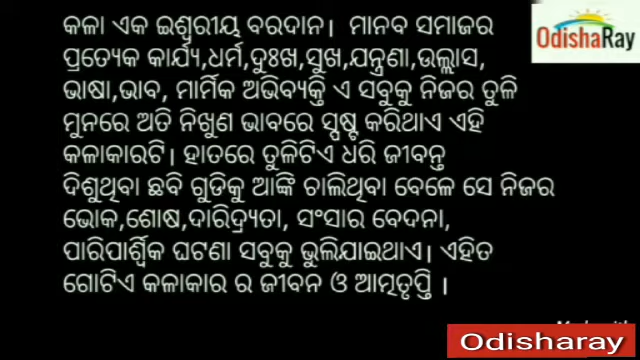 କଳା ଏକ ଇଶ୍ୱରୀୟ ବରଦାନ। ମାନବ ସମାଜର
OdishaRay
ପ୍ରତ୍ୟେକ କାର୍ଯ୍ୟ,ଧର୍ମ,ଦୁଃଖ,ସୁଖ,ଯନ୍ତ୍ରଣା,ଉଲ୍ଲାସ,
ଭାଷା,ଭାବ, ମାର୍ମିକ ଅଭିବ୍ୟକ୍ତି ଏ ସବୁକୁ ନିଜର ତୁଳି
ମୁନରେ ଅତି ନିଖୁଣ ଭାବରେ ସ୍ପଷ୍ଟ କରିଥାଏ ଏହି
କଳାକାରଟି। ହାତରେ ତୁଳିଟିଏ ଧରି ଜୀବନ୍ତ
ଦିଶୁଥିବା ଛବି ଗୁଡିକୁ ଆଙ୍କି ଚାଲିଥିବା ବେଳେ ସେ ନିଜର
ଭୋକ,ଶୋଷ,ଦାରିଦ୍ର୍ୟତା, ସଂସାର ବେଦନା,
ପାରିପାର୍ଶ୍ୱିକ ଘଟଣା ସବୁକୁ ଭୁଲିଯାଇଥାଏ। ଏହିତ
ଗୋଟିଏ କଳାକାର ର ଜୀବନ ଓ ଆତ୍ମତୃପ୍ତି ।
Odisharay